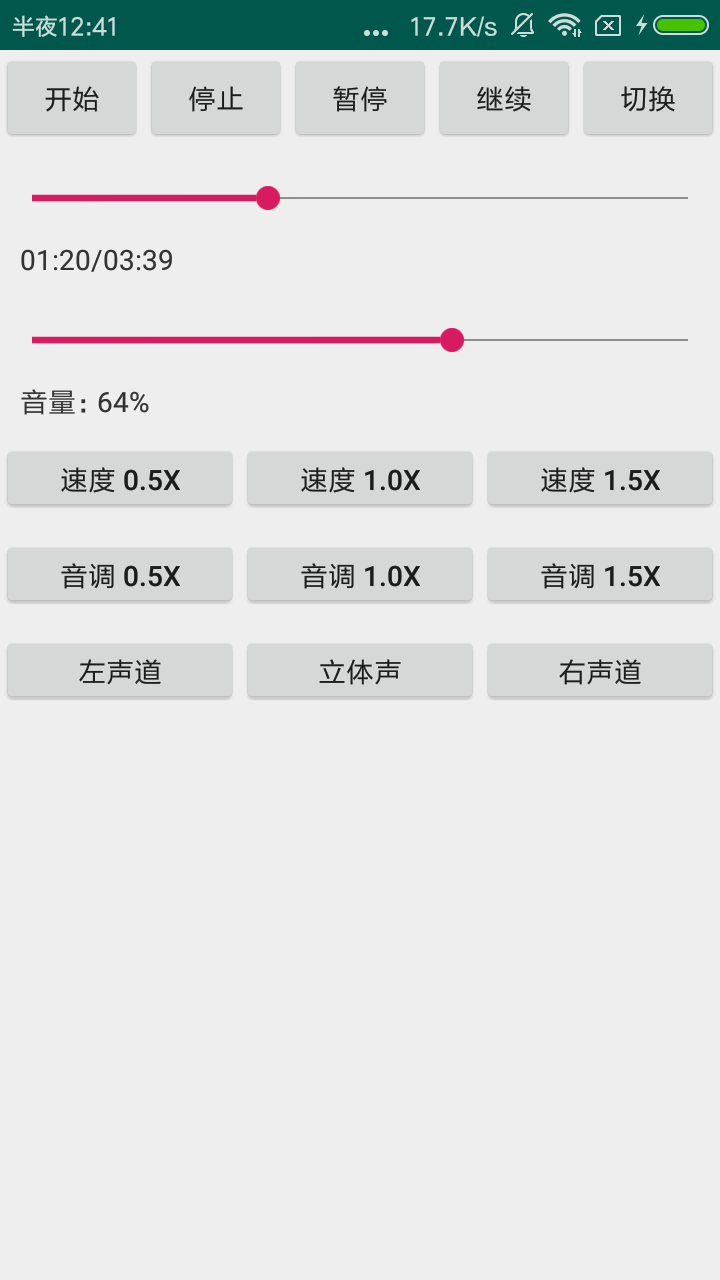 半夜12:41 ... 17.7K/s
开始 停止 暂停 继续 切换
01:20/03:39
音量: 64%
速度 0.5X 速度 1.0X 速度 1.5X
音调 0.5X 音调 1.0X 音调 1.5X
左声道 立体声 右声道